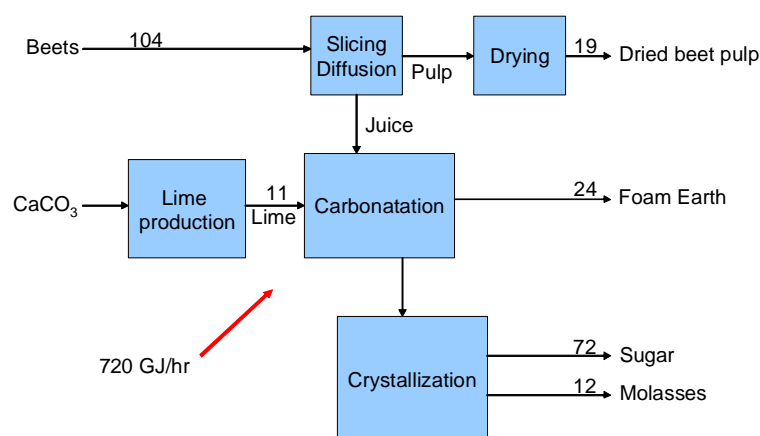 Beets
104
Slicing
Diffusion
Pulp
Drying
19
Dried beet pulp
Juice
CaCO₃
Lime
production
11
Lime
Carbonatation
24
Foam Earth
720 GJ/hr
Crystallization
72
Sugar
12
Molasses